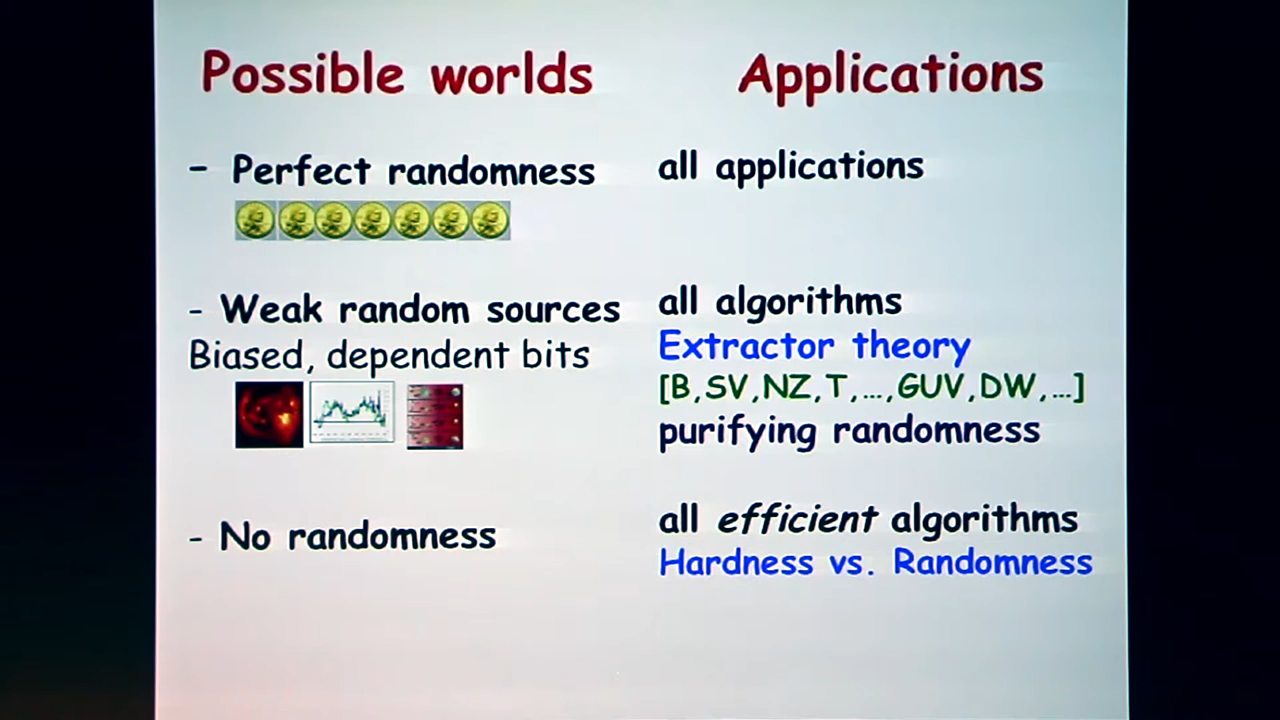 Possible worlds
Applications
- Perfect randomness
all applications
- Weak random sources
Biased, dependent bits
all algorithms
Extractor theory
[B,SV,NZ,T,…,GUV,DW,…]
purifying randomness
- No randomness
all efficient algorithms
Hardness vs. Randomness